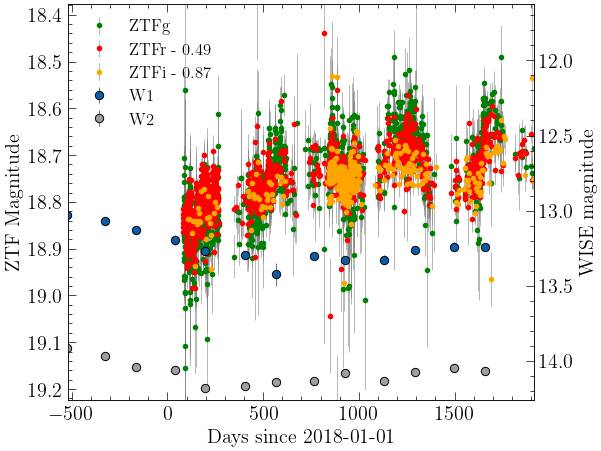 ZTFg
ZTFr - 0.49
ZTFi - 0.87
W1
W2
18.4
18.5
18.6
18.7
18.8
18.9
19.0
19.1
19.2
ZTF Magnitude
12.0
12.5
13.0
13.5
14.0
WISE magnitude
−500
0
500
1000
1500
Days since 2018-01-01